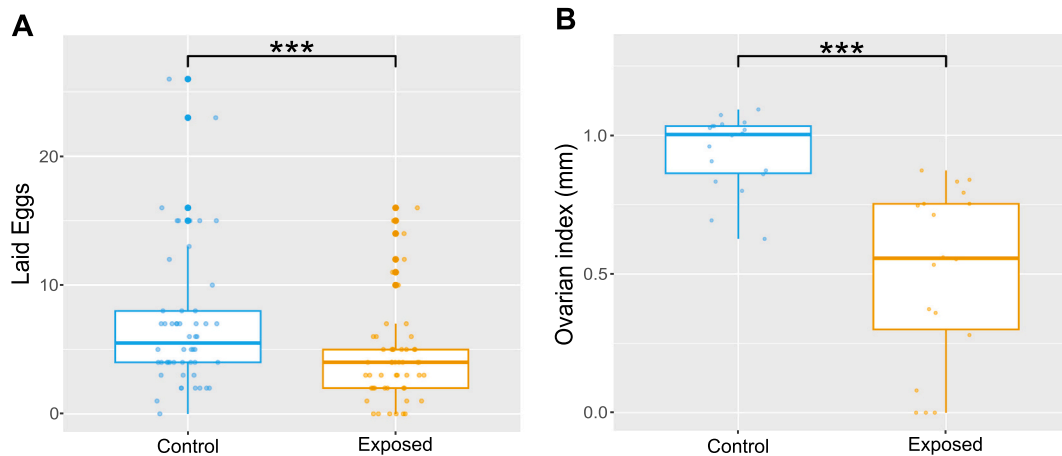 A
***
Laid Eggs
20
10
0
Control
Exposed
B
***
Ovarian index (mm)
1.0
0.5
0.0
Control
Exposed